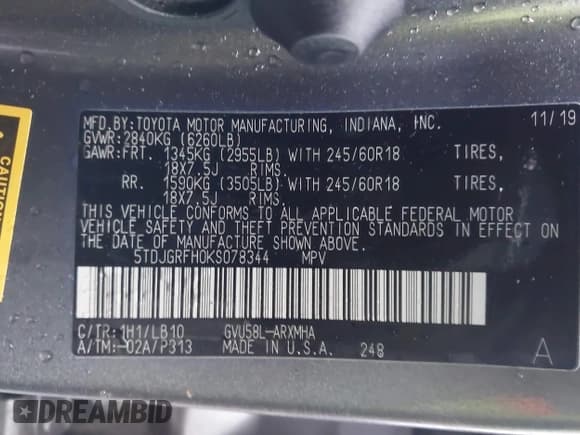 MFD.BY:TOYOTA MOTOR MANUFACTURING, INDIANA, INC. 11/19
GVWR:2840KG (6260LB)
GAWR:FRT. 1345KG (2955LB) WITH 245/60R18 TIRES,
18X7.5J RIMS.
RR. 1590KG (3505LB) WITH 245/60R18 TIRES,
18X7.5J RIMS.
THIS VEHICLE CONFORMS TO ALL APPLICABLE FEDERAL MOTOR
VEHICLE SAFETY AND THEFT PREVENTION STANDARDS IN EFFECT ON
THE DATE OF MANUFACTURE SHOWN ABOVE.
5TDJGRFH0KS078344 MPV
C/TR:1H1/LB10 GVU58L-ARXMHA
A/TM:-02A/P313 MADE IN U.S.A. 248 A
CAUTION
DREAMBID